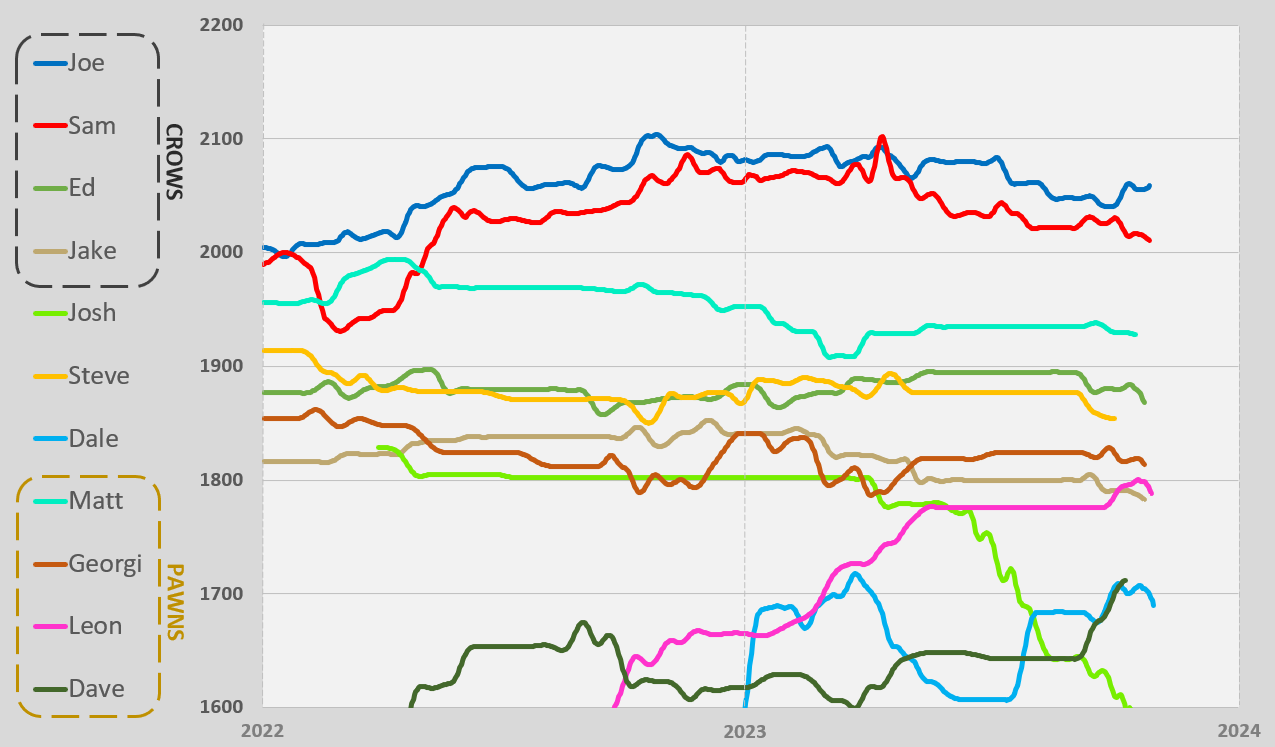 2200
2100
2000
1900
1800
1700
1600
2022
2023
2024
Joe
Sam
Ed
Jake
Josh
Steve
Dale
Matt
Georgi
Leon
Dave
CROWS
PAWNS